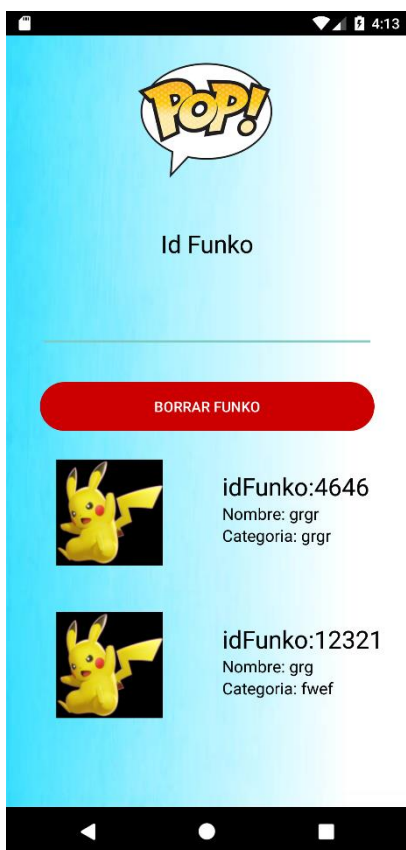 4:13
POP!
Id Funko
BORRAR FUNKO
idFunko:4646
Nombre: grgr
Categoria: grgr
idFunko:12321
Nombre: grg
Categoria: fwef